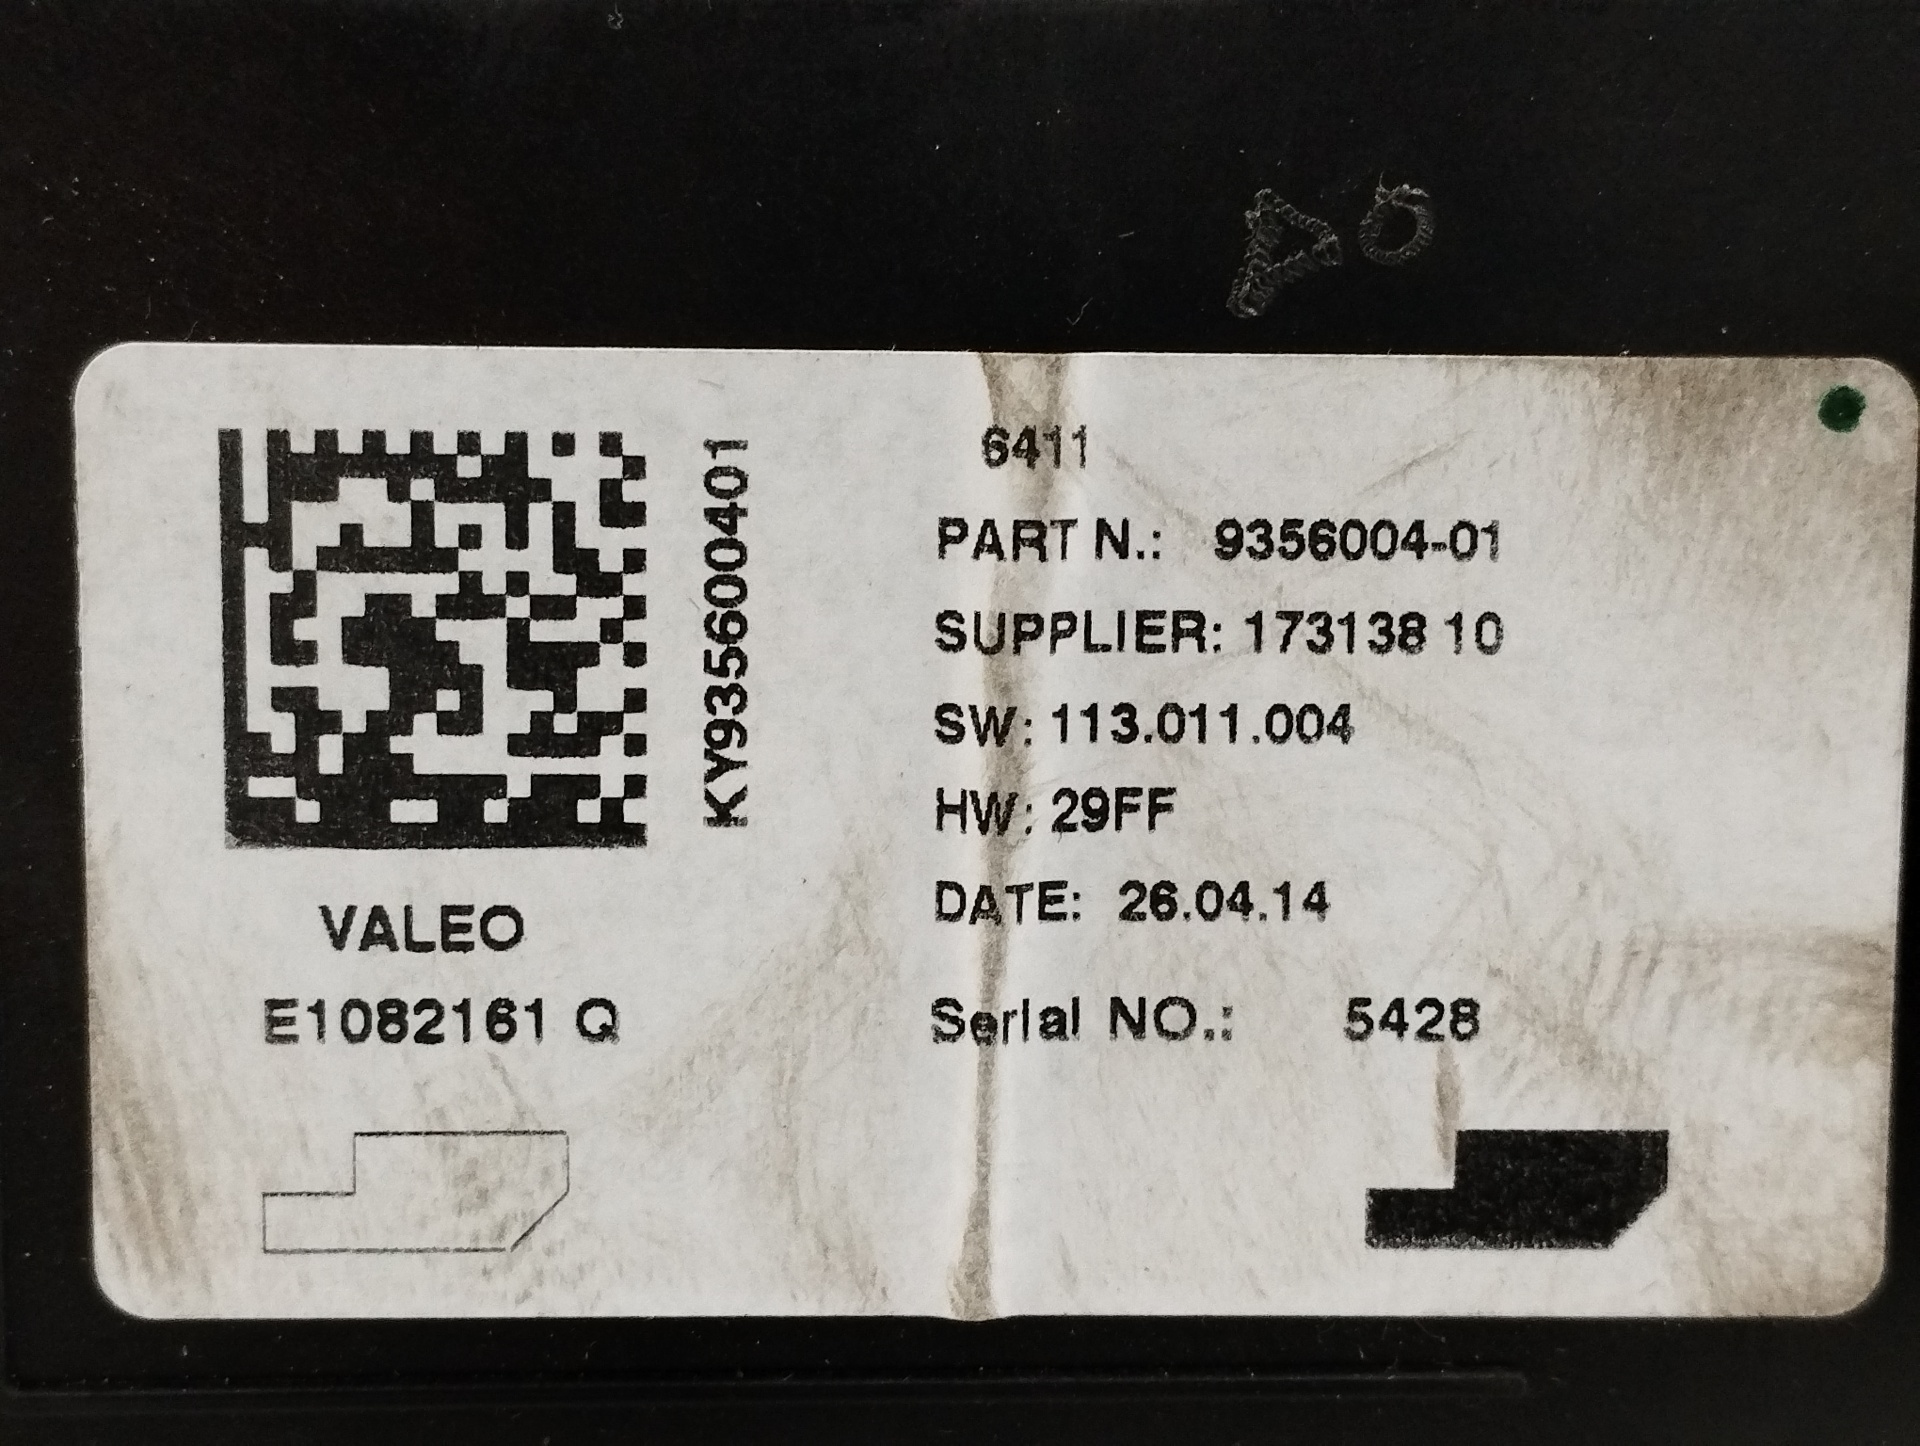 KY935600401
VALEO
E1082161 Q
6411
PART N.: 9356004-01
SUPPLIER: 173138 10
SW: 113.011.004
HW: 29FF
DATE: 26.04.14
Serial NO.: 5428